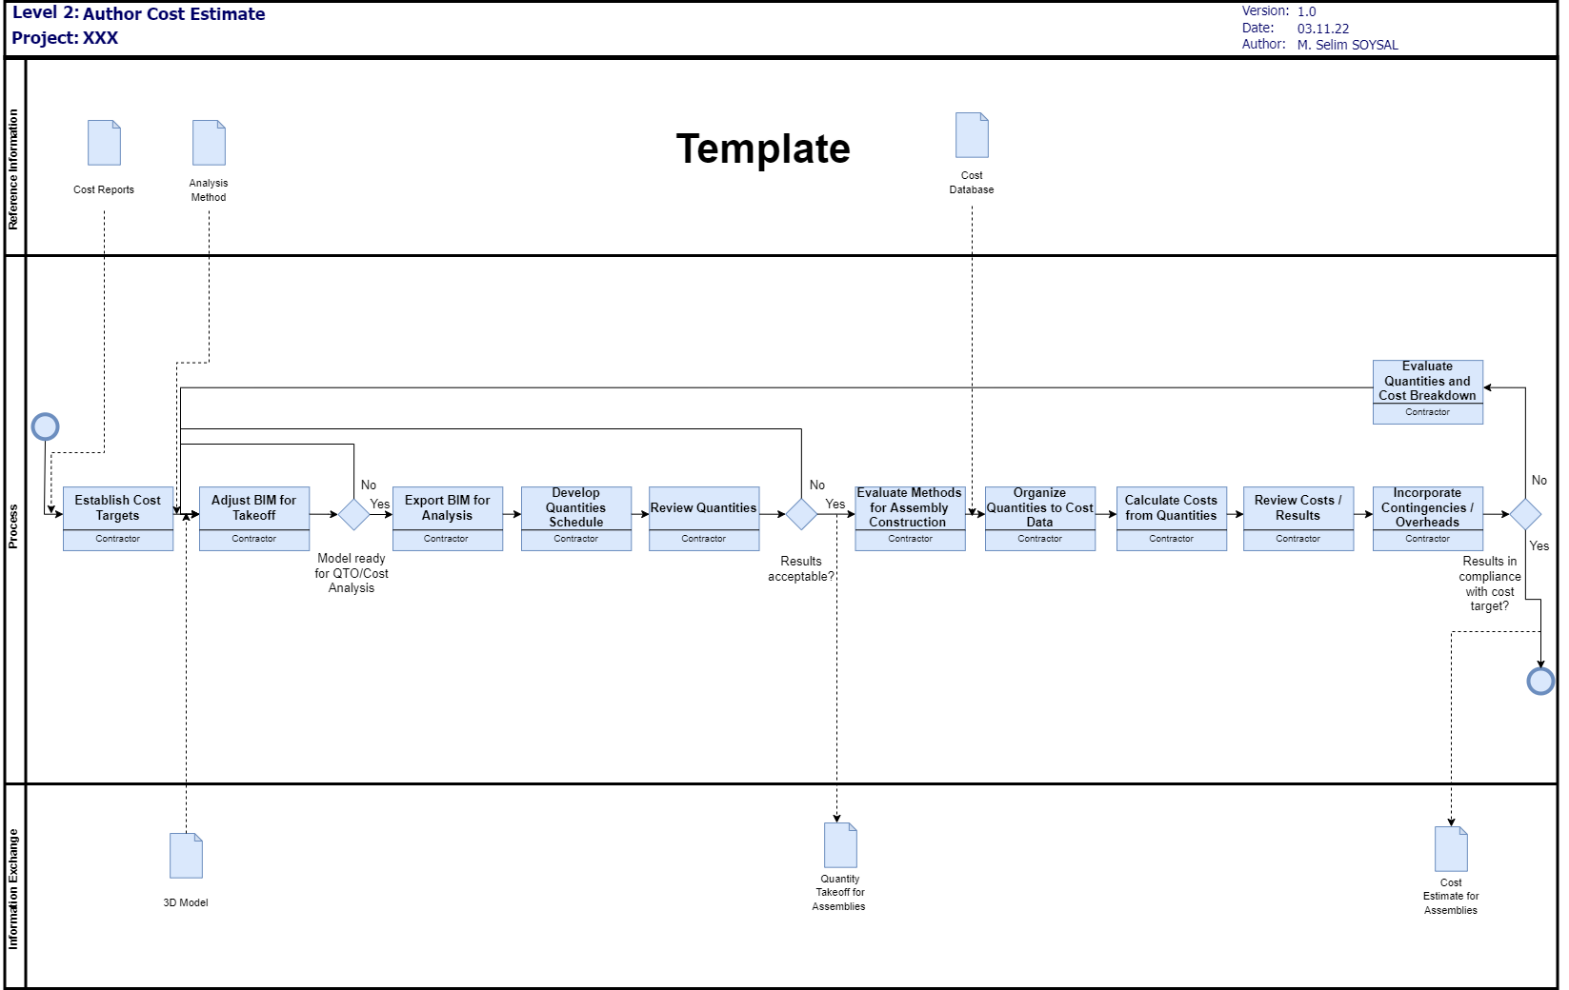 Level 2: Author Cost Estimate
Project: XXX
Version: 1.0
Date: 03.11.22
Author: M. Selim SOYSAL
Reference Information
Cost Reports
Analysis
Method
Template
Cost
Database
Process
Evaluate
Quantities and
Cost Breakdown
Contractor
Establish Cost
Targets
Contractor
Adjust BIM for
Takeoff
Contractor
No
Yes
Model ready
for QTO/Cost
Analysis
Export BIM for
Analysis
Contractor
Develop
Quantities
Schedule
Contractor
Review Quantities
Contractor
No
Yes
Results
acceptable?
Evaluate Methods
for Assembly
Construction
Contractor
Organize
Quantities to Cost
Data
Contractor
Calculate Costs
from Quantities
Contractor
Review Costs /
Results
Contractor
Incorporate
Contingencies /
Overheads
Contractor
No
Yes
Results in
compliance
with cost
target?
Information Exchange
3D Model
Quantity
Takeoff for
Assemblies
Cost
Estimate for
Assemblies